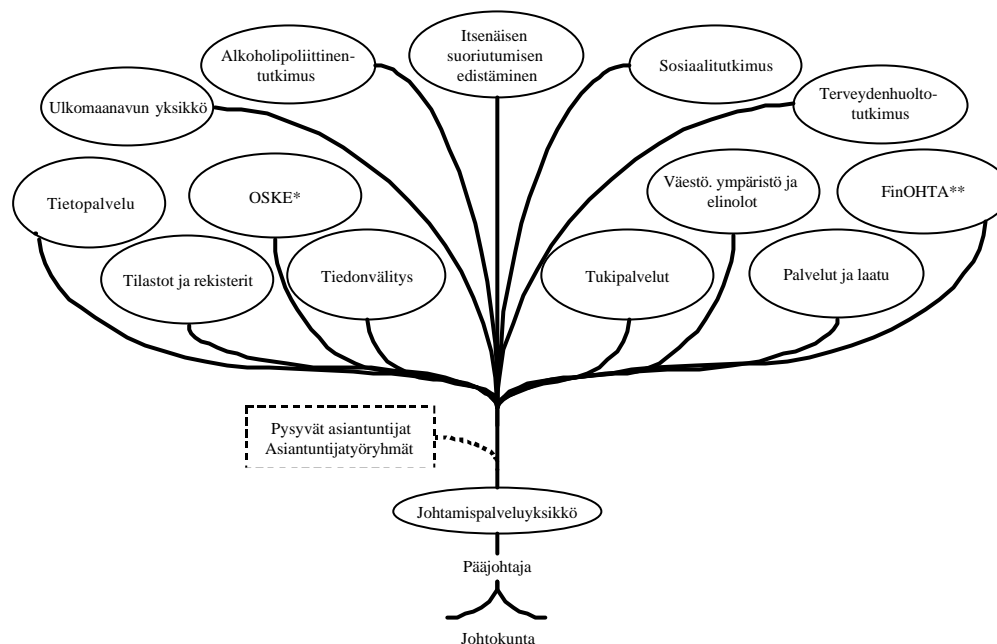 Itsenäisen
suoriutumisen
edistäminen
Alkoholipoliittinen-
tutkimus
Sosiaalitutkimus
Ulkomaanavun yksikkö
Terveydenhuolto-
tutkimus
Tietopalvelu
OSKE*
Väestö. ympäristö ja
elinolot
FinOHTA**
Tilastot ja rekisterit
Tiedonvälitys
Tukipalvelut
Palvelut ja laatu
Pysyvät asiantuntijat
Asiantuntijatyöryhmät
Johtamispalveluyksikkö
Pääjohtaja
Johtokunta